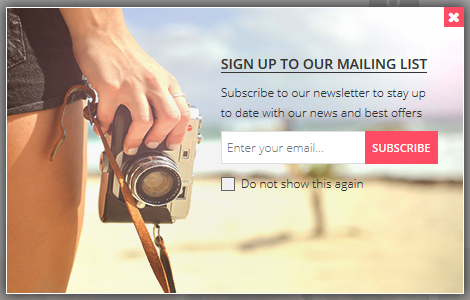 SIGN UP TO OUR MAILING LIST
Subscribe to our newsletter to stay up
to date with our news and best offers
Enter your email... SUBSCRIBE
Do not show this again